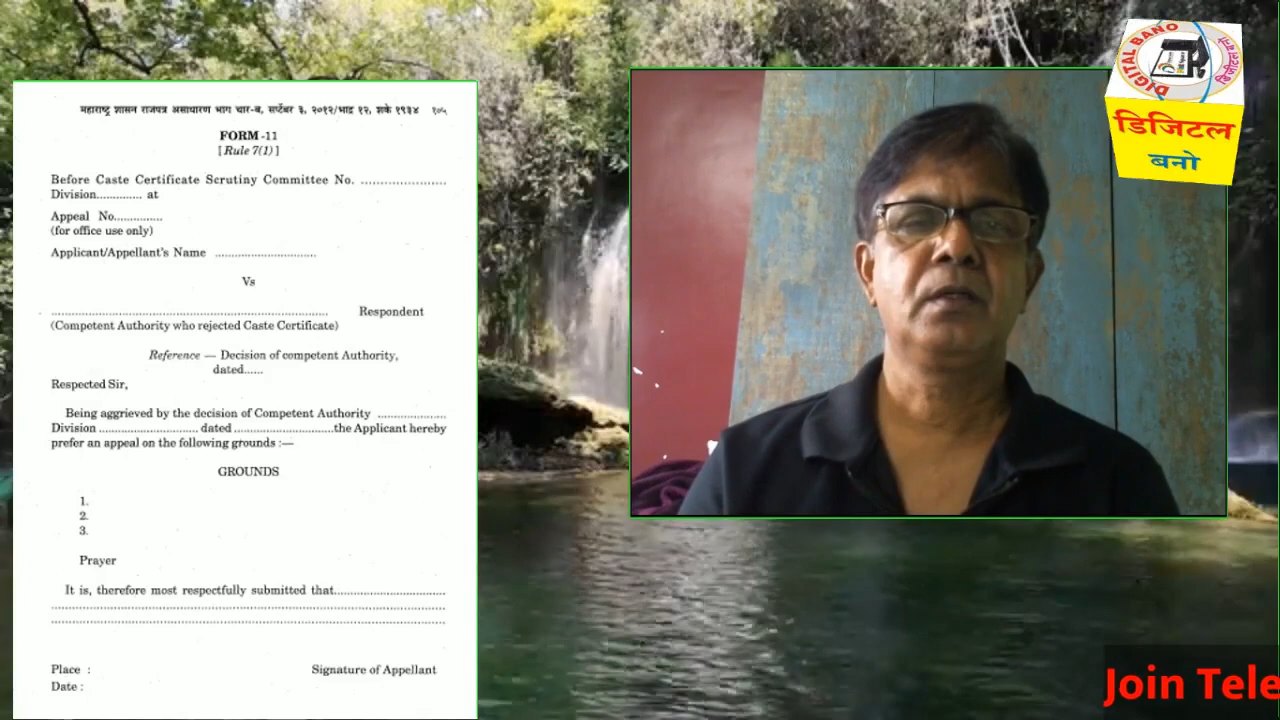 महाराष्ट्र शासन राजपत्र असाधारण भाग चार-ब, सप्टेंबर ३, २०१२/भाद्र १२, शके १९३४ १०५
FORM-11
[ Rule 7(1) ]
Before Caste Certificate Scrutiny Committee No. ........................
Division.............. at
Appeal No...............
(for office use only)
Applicant/Appellant's Name ..............................
Vs
................................................................................ Respondent
(Competent Authority who rejected Caste Certificate)
Reference — Decision of competent Authority,
dated......
Respected Sir,
Being aggrieved by the decision of Competent Authority ....................
Division ............................. dated .............................the Applicant hereby
prefer an appeal on the following grounds :—
GROUNDS
1.
2.
3.
Prayer
It is, therefore most respectfully submitted that.................................
.................................................................................................................
.................................................................................................................
Place : Signature of Appellant
Date :
DIGITAL BANO
डिजीटल बनो
डिजिटल
बनो
Join Tele